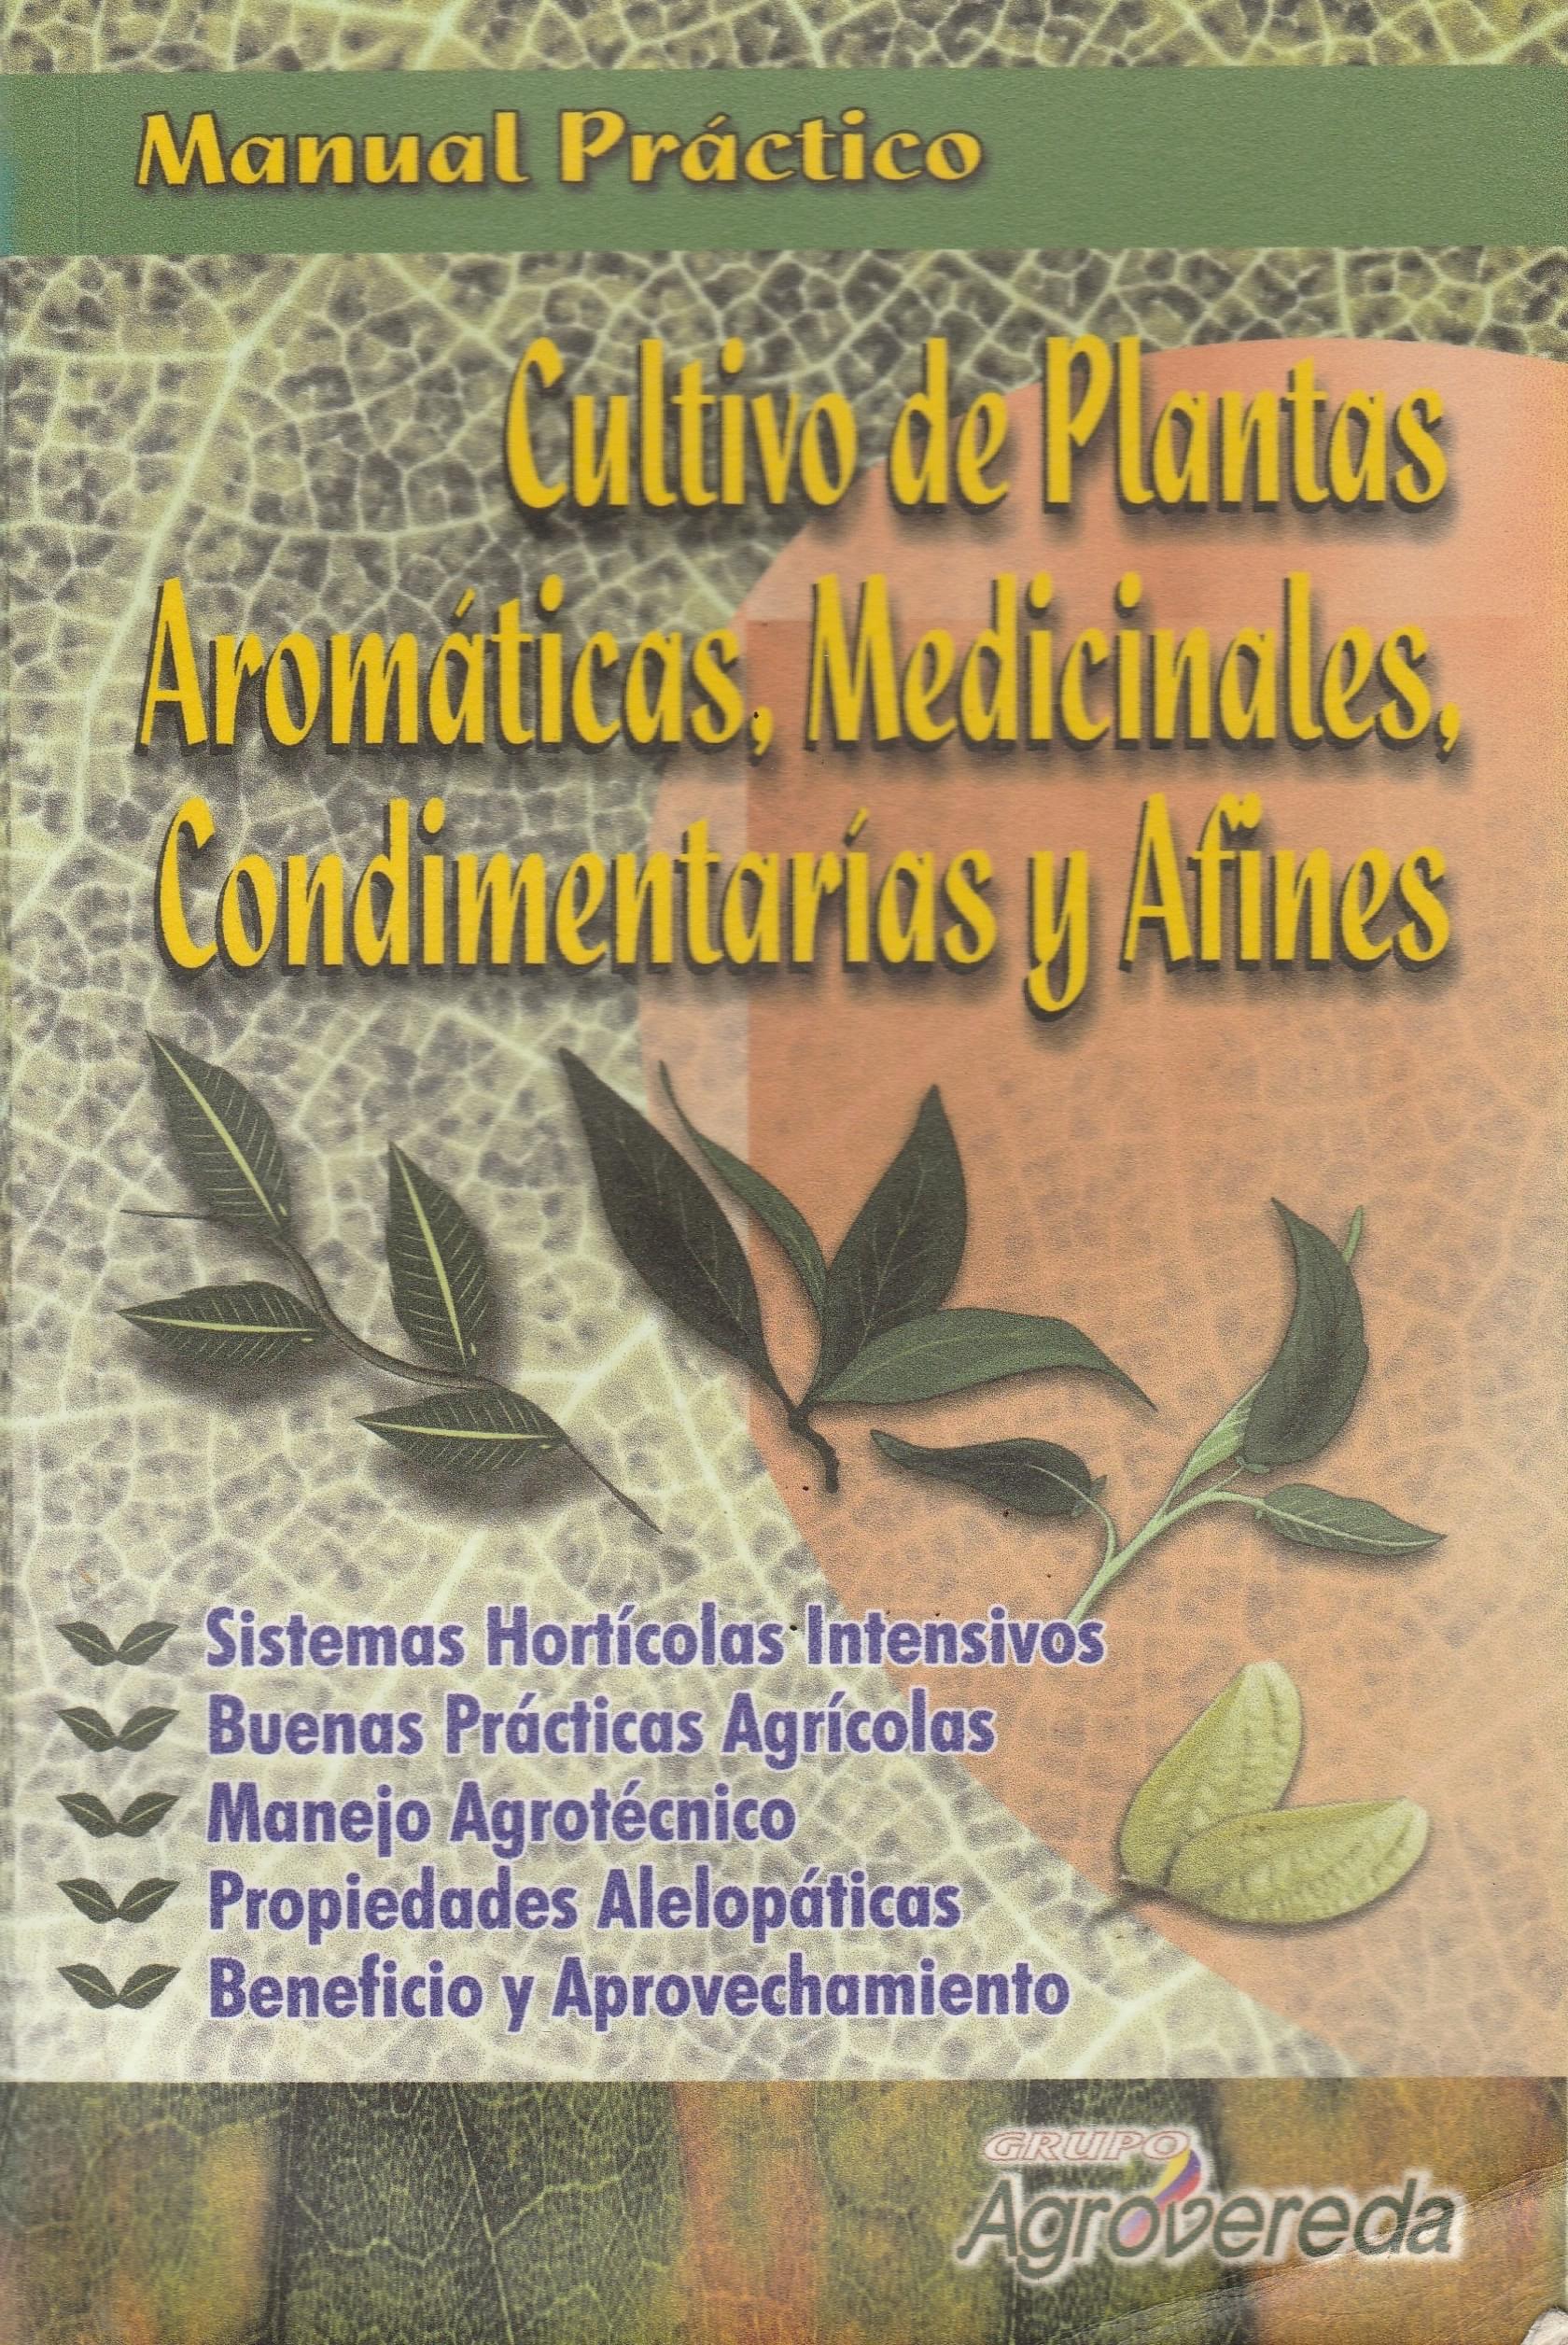 Manual Práctico
Cultivo de Plantas
Aromáticas, Medicinales,
Condimentarías y Afines
Sistemas Hortícolas Intensivos
Buenas Prácticas Agrícolas
Manejo Agrotécnico
Propiedades Alelopáticas
Beneficio y Aprovechamiento
GRUPO
Agrovereda